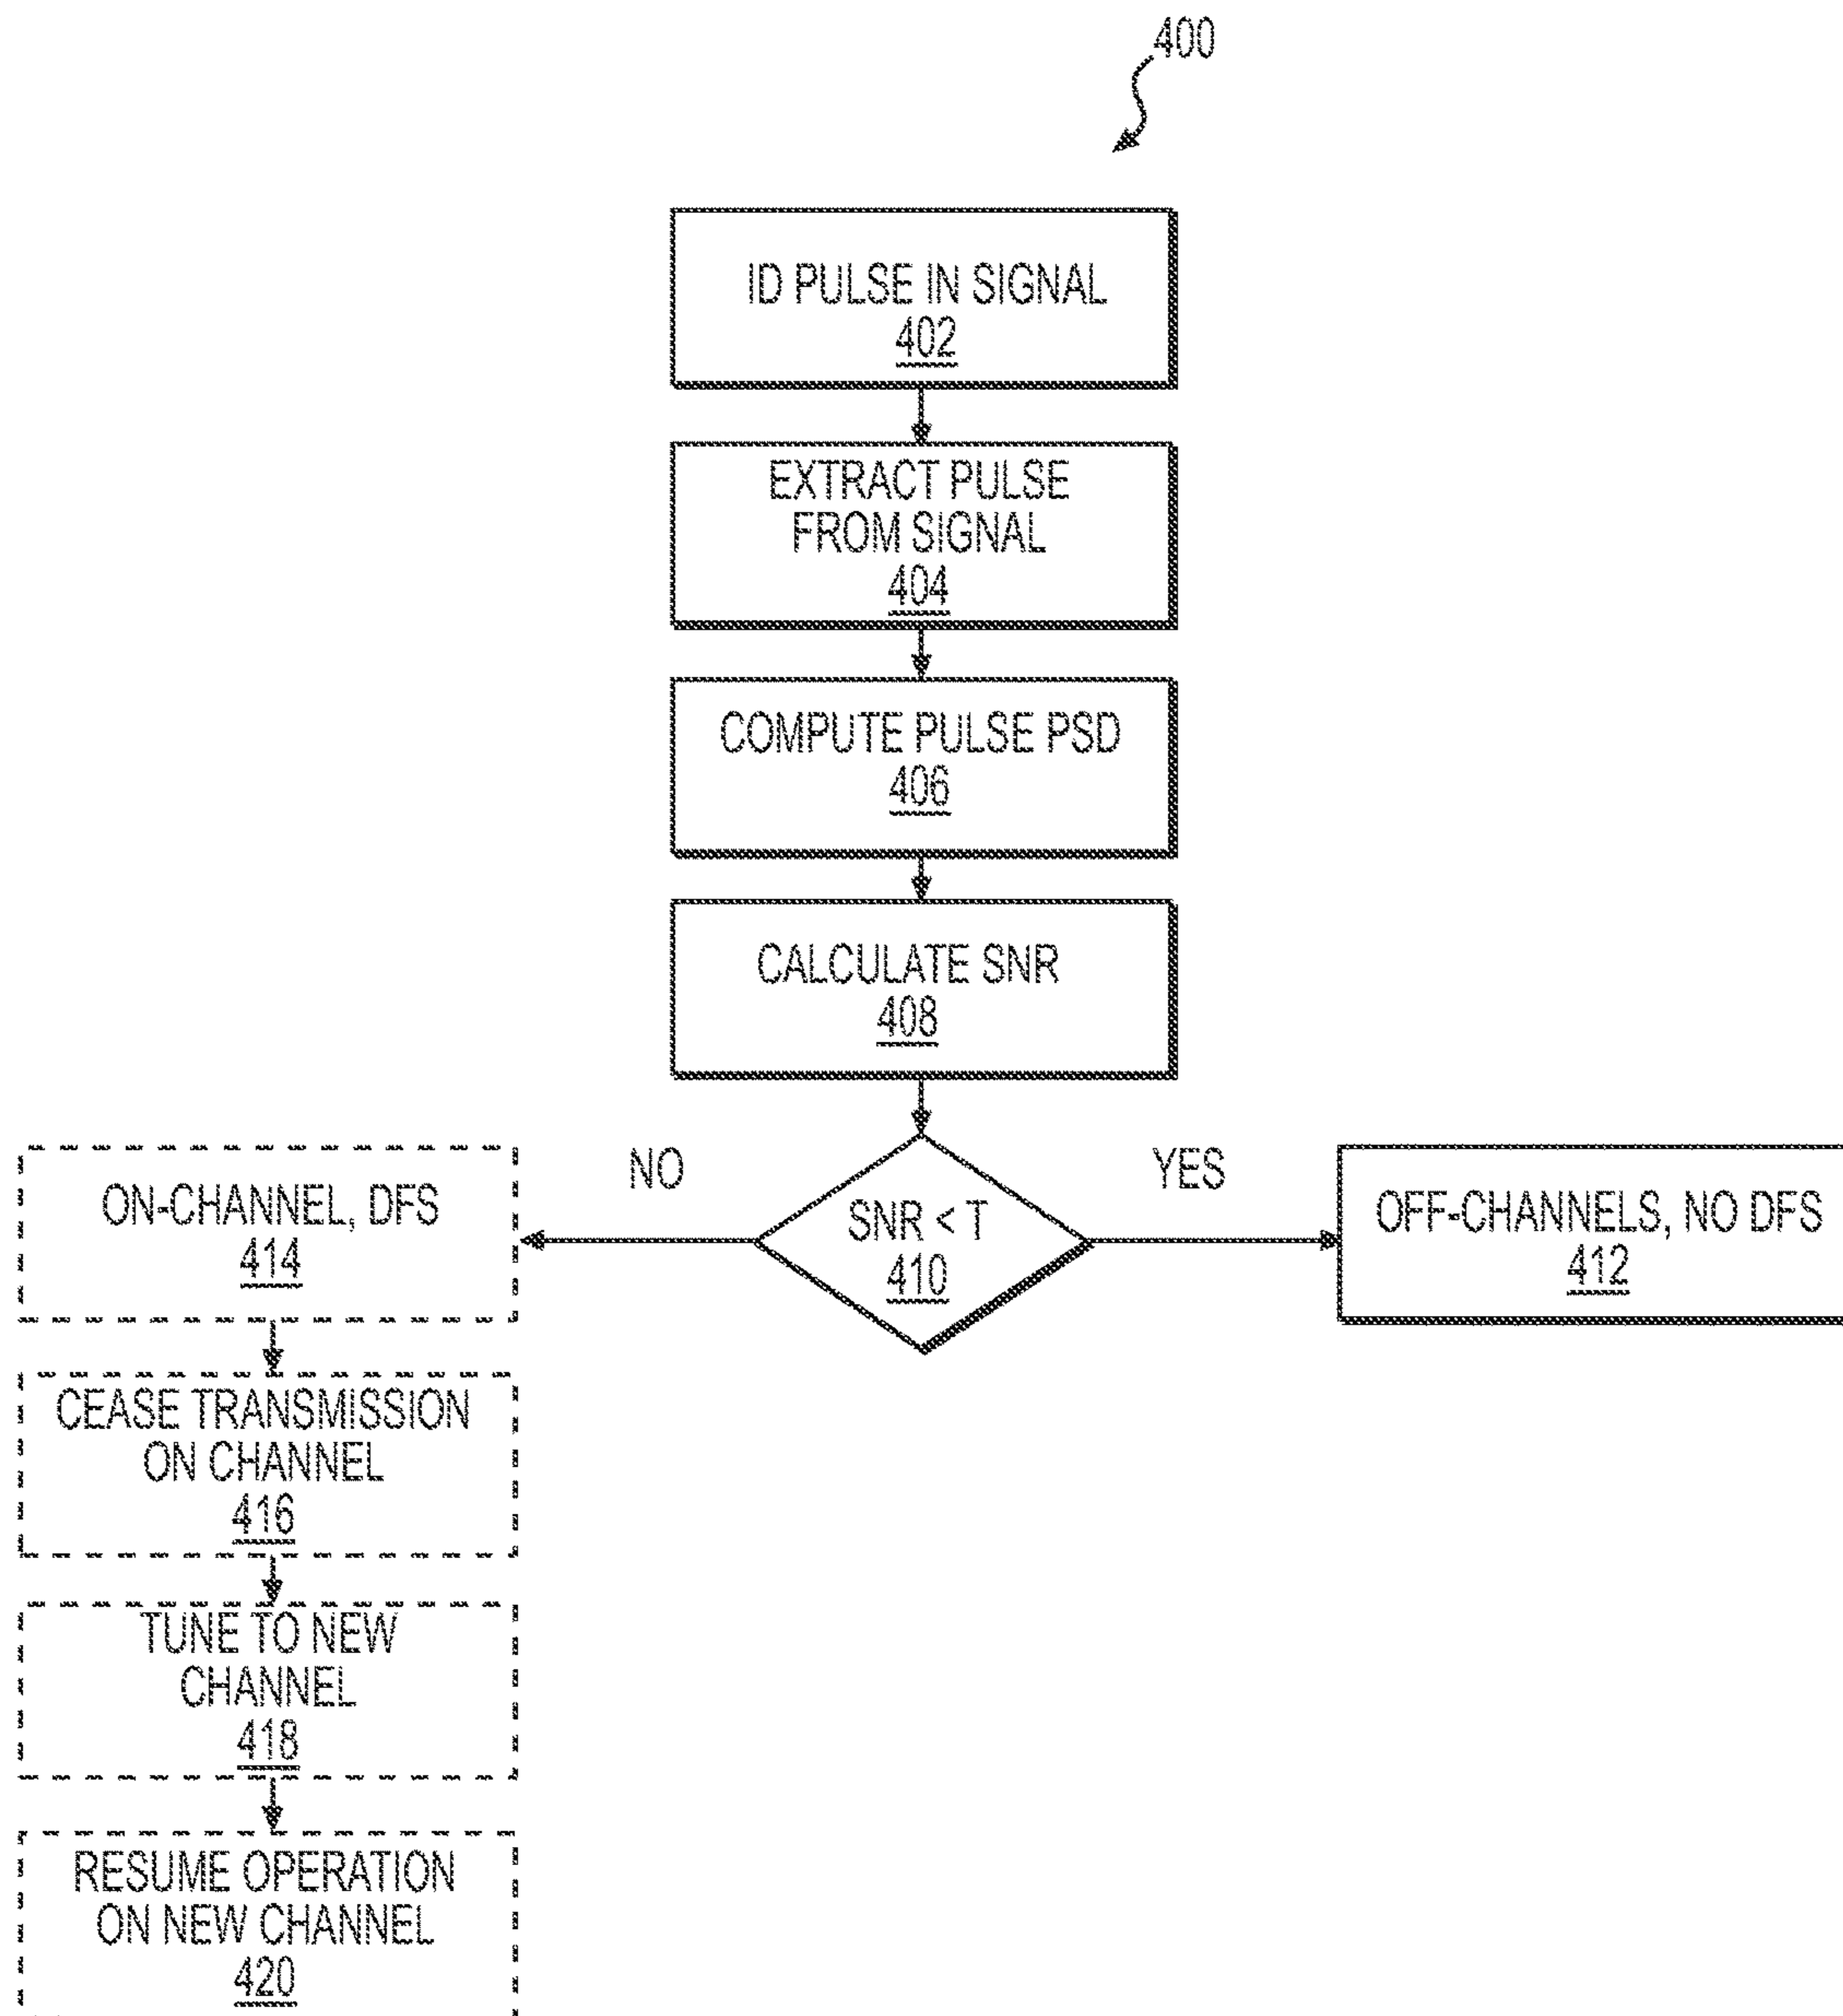 400
ID PULSE IN SIGNAL
402
EXTRACT PULSE
FROM SIGNAL
404
COMPUTE PULSE PSD
406
CALCULATE SNR
408
NO
YES
ON-CHANNEL, DFS
414
SNR < T
410
OFF-CHANNELS, NO DFS
412
CEASE TRANSMISSION
ON CHANNEL
416
TUNE TO NEW
CHANNEL
418
RESUME OPERATION
ON NEW CHANNEL
420